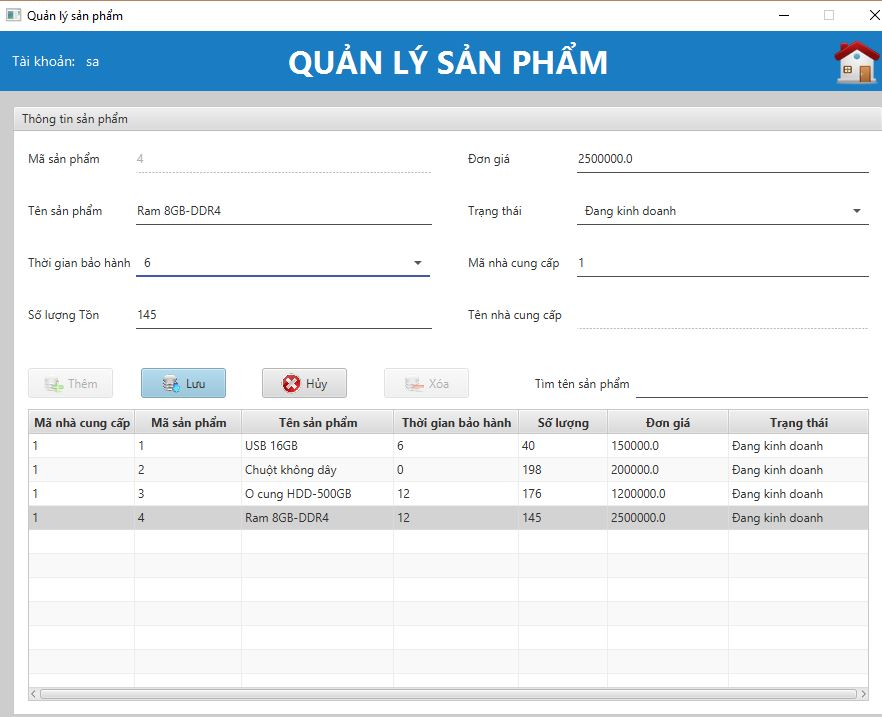 Quản lý sản phẩm
Tài khoản: sa
QUẢN LÝ SẢN PHẨM
Thông tin sản phẩm
Mã sản phẩm 4 Đơn giá 2500000.0
Tên sản phẩm Ram 8GB-DDR4 Trạng thái Đang kinh doanh
Thời gian bảo hành 6 Mã nhà cung cấp 1
Số lượng Tồn 145 Tên nhà cung cấp
Thêm Lưu Hủy Xóa Tìm tên sản phẩm
Mã nhà cung cấp Mã sản phẩm Tên sản phẩm Thời gian bảo hành Số lượng Đơn giá Trạng thái
1 1 USB 16GB 6 40 150000.0 Đang kinh doanh
1 2 Chuột không dây 0 198 200000.0 Đang kinh doanh
1 3 O cung HDD-500GB 12 176 1200000.0 Đang kinh doanh
1 4 Ram 8GB-DDR4 12 145 2500000.0 Đang kinh doanh